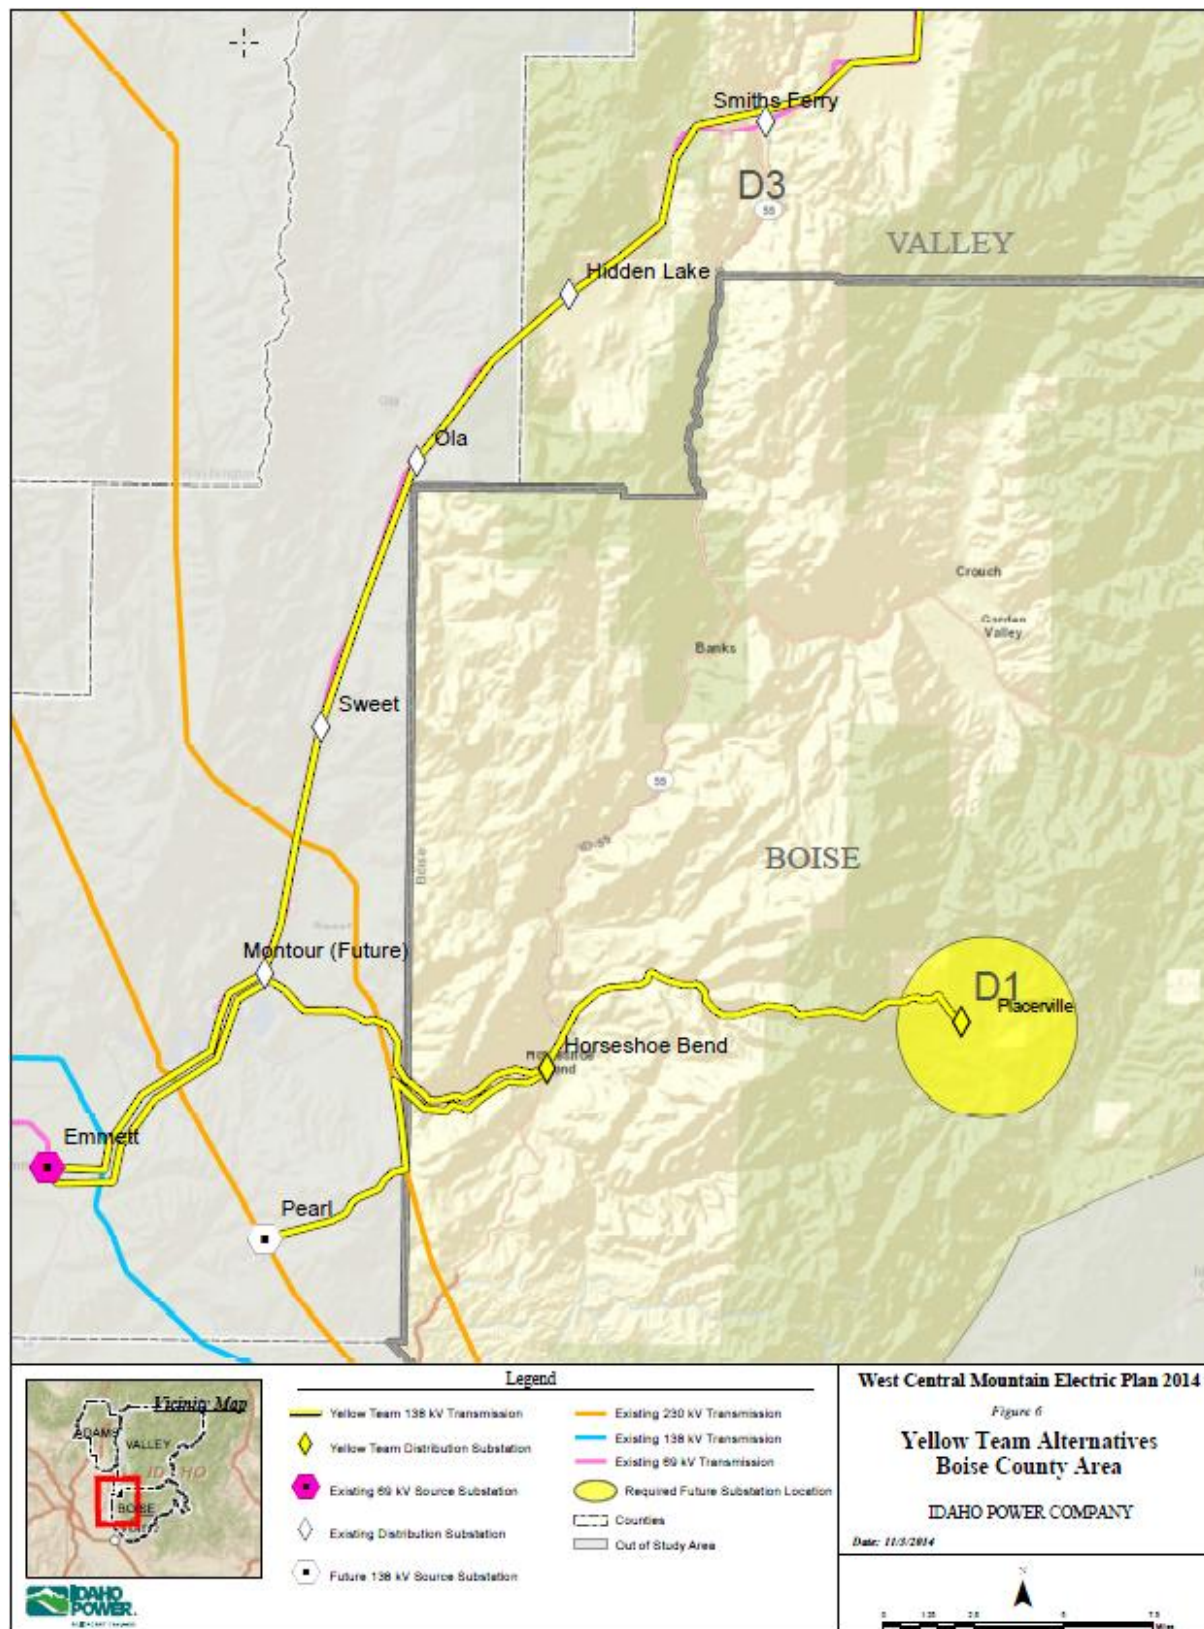 Smiths Ferry
D3
55
VALLEY
Hidden Lake
Ola
Crouch
Garden
Valley
Banks
Sweet
55
BOISE
Boise
Montour (Future)
D1
Placerville
Horseshoe Bend
Emmett
Pearl
Legend
Vicinity Map
ADAMS
VALLEY
IDAHO
BOISE
Yellow Team 138 kV Transmission
Yellow Team Distribution Substation
Existing 69 kV Source Substation
Existing Distribution Substation
Future 138 kV Source Substation
Existing 230 kV Transmission
Existing 138 kV Transmission
Existing 69 kV Transmission
Required Future Substation Location
Counties
Out of Study Area
IDAHO
POWER.
West Central Mountain Electric Plan 2014
Figure 6
Yellow Team Alternatives
Boise County Area
IDAHO POWER COMPANY
Date: 11/3/2014
N